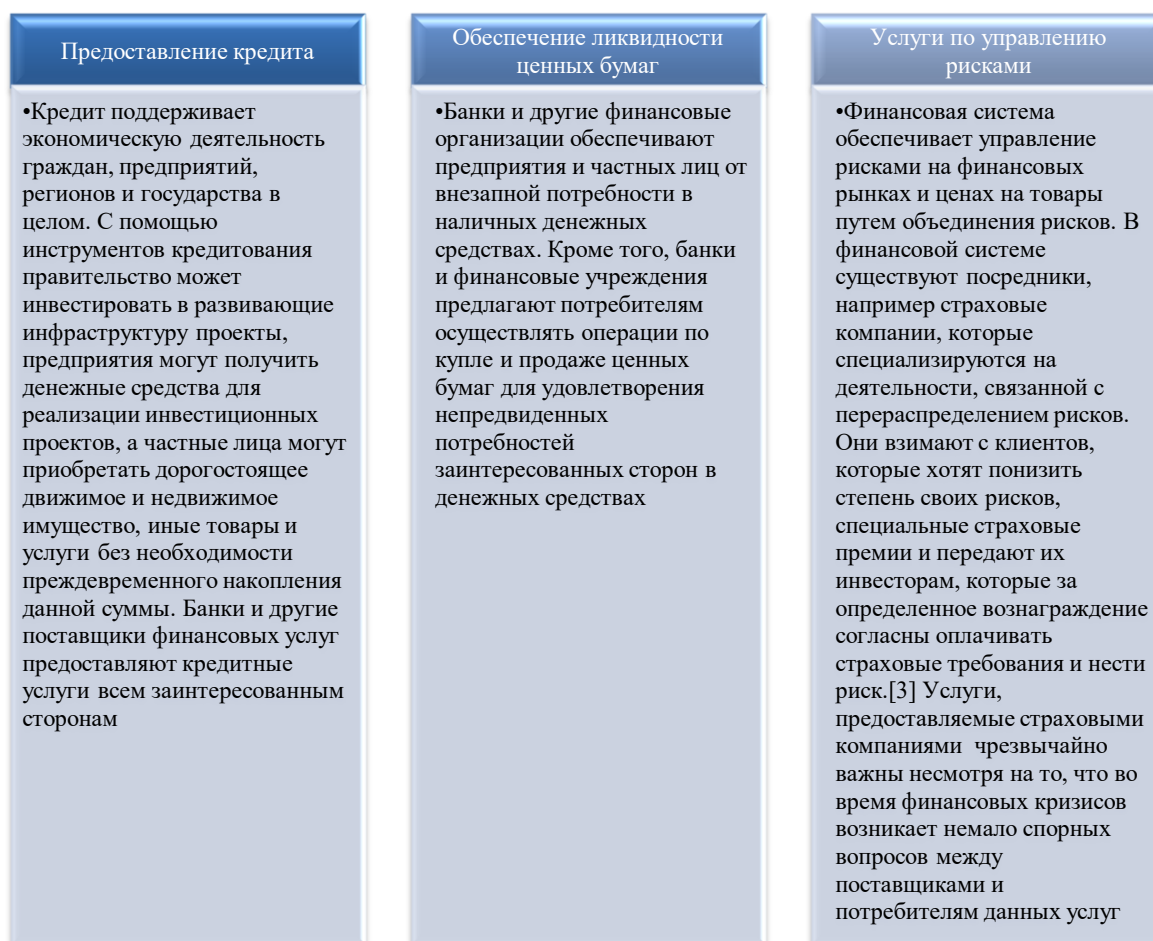 Предоставление кредита
•Кредит поддерживает
экономическую деятельность
граждан, предприятий,
регионов и государства в
целом. С помощью
инструментов кредитования
правительство может
инвестировать в развивающие
инфраструктуру проекты,
предприятия могут получить
денежные средства для
реализации инвестиционных
проектов, а частные лица могут
приобретать дорогостоящее
движимое и недвижимое
имущество, иные товары и
услуги без необходимости
преждевременного накопления
данной суммы. Банки и другие
поставщики финансовых услуг
предоставляют кредитные
услуги всем заинтересованным
сторонам
Обеспечение ликвидности
ценных бумаг
•Банки и другие финансовые
организации обеспечивают
предприятия и частных лиц от
внезапной потребности в
наличных денежных
средствах. Кроме того, банки
и финансовые учреждения
предлагают потребителям
осуществлять операции по
купле и продаже ценных
бумаг для удовлетворения
непредвиденных
потребностей
заинтересованных сторон в
денежных средствах
Услуги по управлению
рисками
•Финансовая система
обеспечивает управление
рисками на финансовых
рынках и ценах на товары
путем объединения рисков. В
финансовой системе
существуют посредники,
например страховые
компании, которые
специализируются на
деятельности, связанной с
перераспределением рисков.
Они взимают с клиентов,
которые хотят понизить
степень своих рисков,
специальные страховые
премии и передают их
инвесторам, которые за
определенное вознаграждение
согласны оплачивать
страховые требования и нести
риск.[3] Услуги,
предоставляемые страховыми
компаниями чрезвычайно
важны несмотря на то, что во
время финансовых кризисов
возникает немало спорных
вопросов между
поставщиками и
потребителям данных услуг